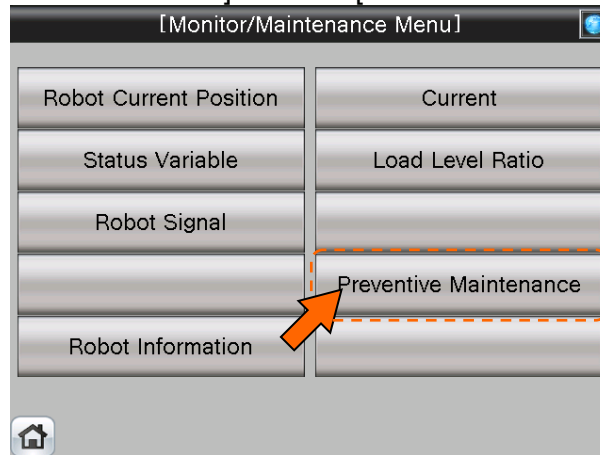 [Monitor/Maintenance Menu]
Robot Current Position
Current
Status Variable
Load Level Ratio
Robot Signal
Preventive Maintenance
Robot Information